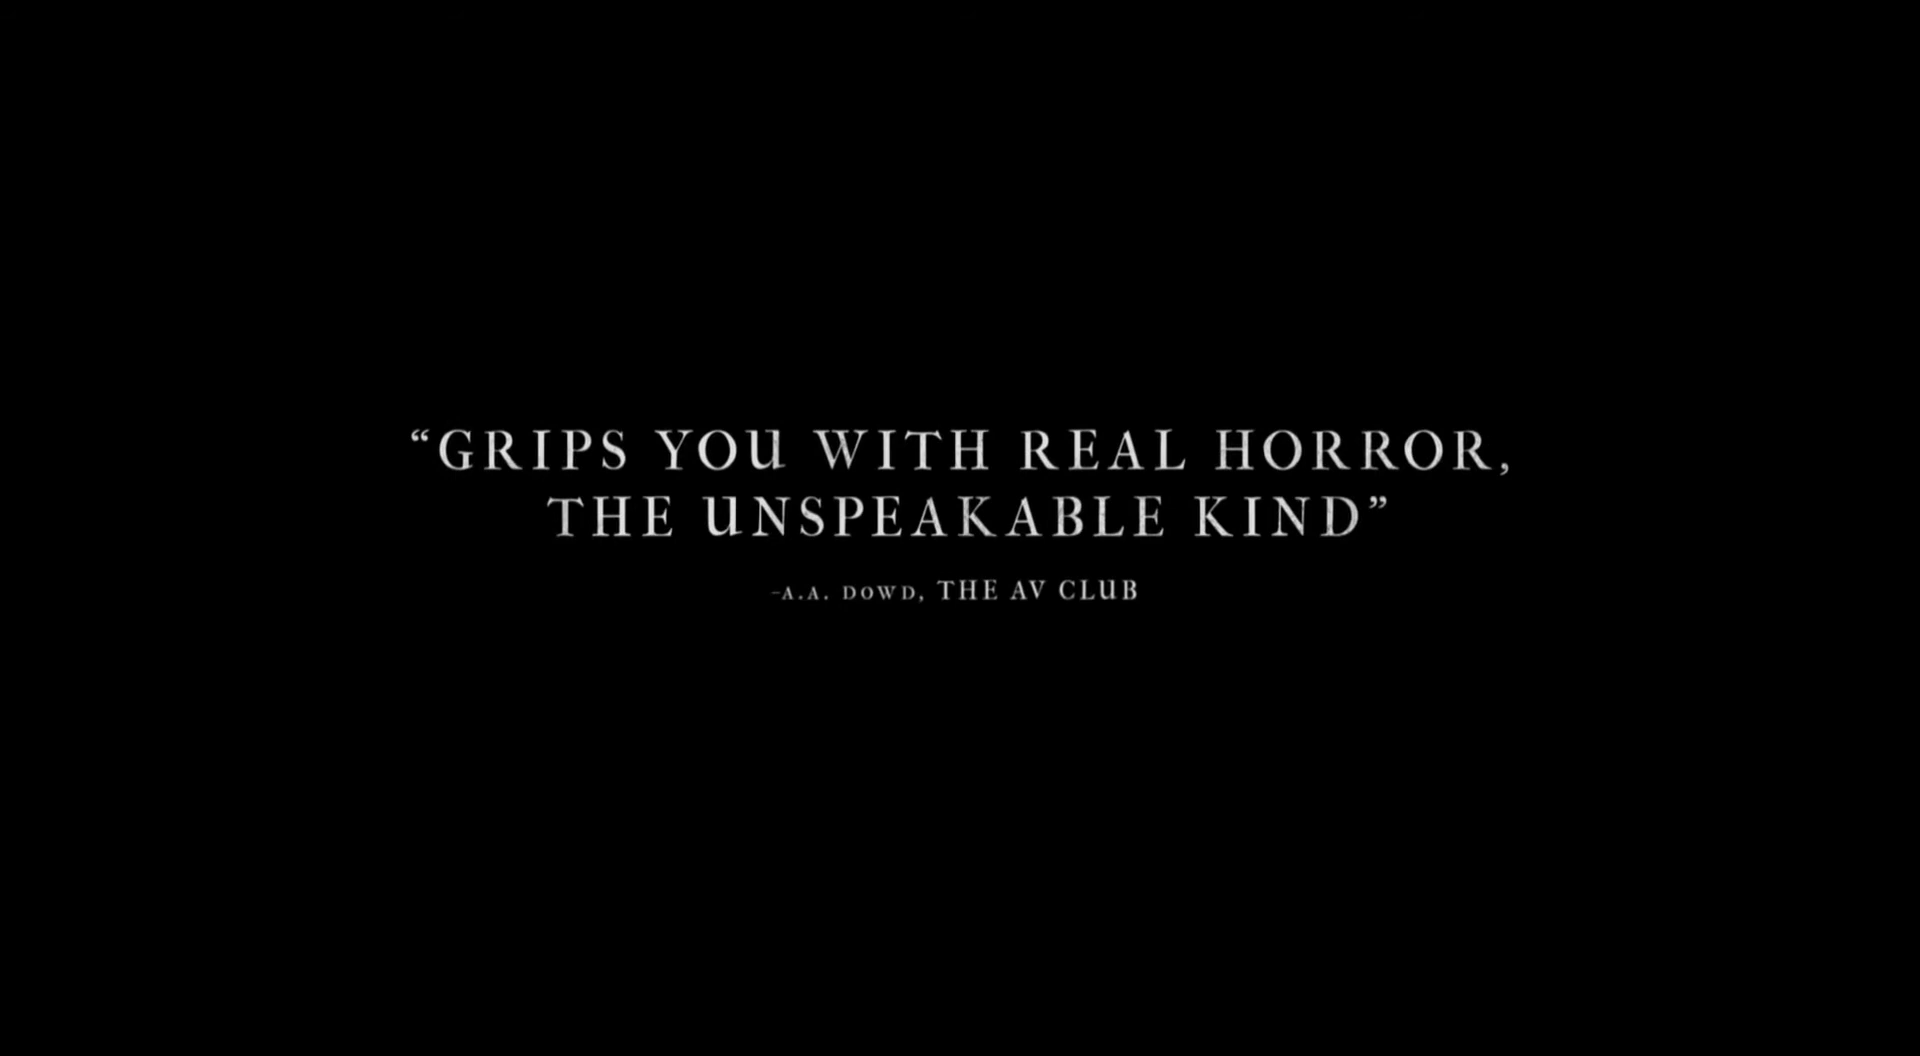 “GRIPS YOU WITH REAL HORROR,
THE UNSPEAKABLE KIND”
–A.A. DOWD, THE AV CLUB